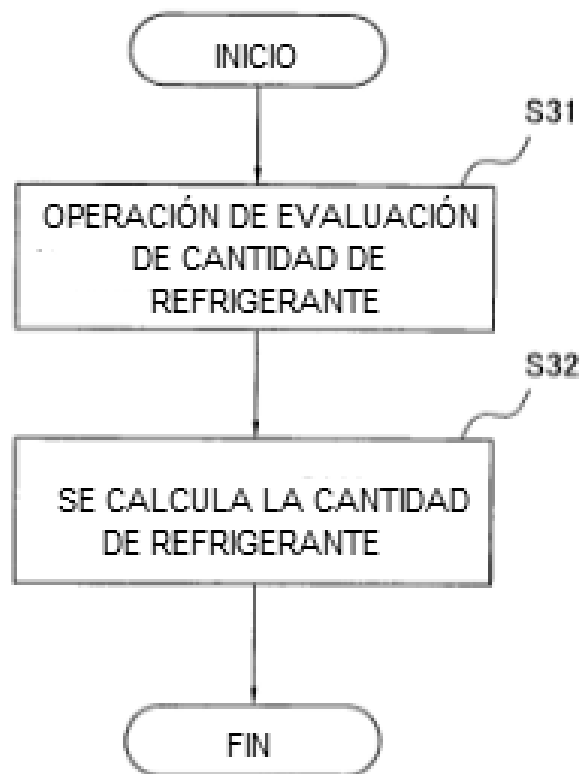 INICIO
S31
OPERACIÓN DE EVALUACIÓN
DE CANTIDAD DE
REFRIGERANTE
S32
SE CALCULA LA CANTIDAD
DE REFRIGERANTE
FIN